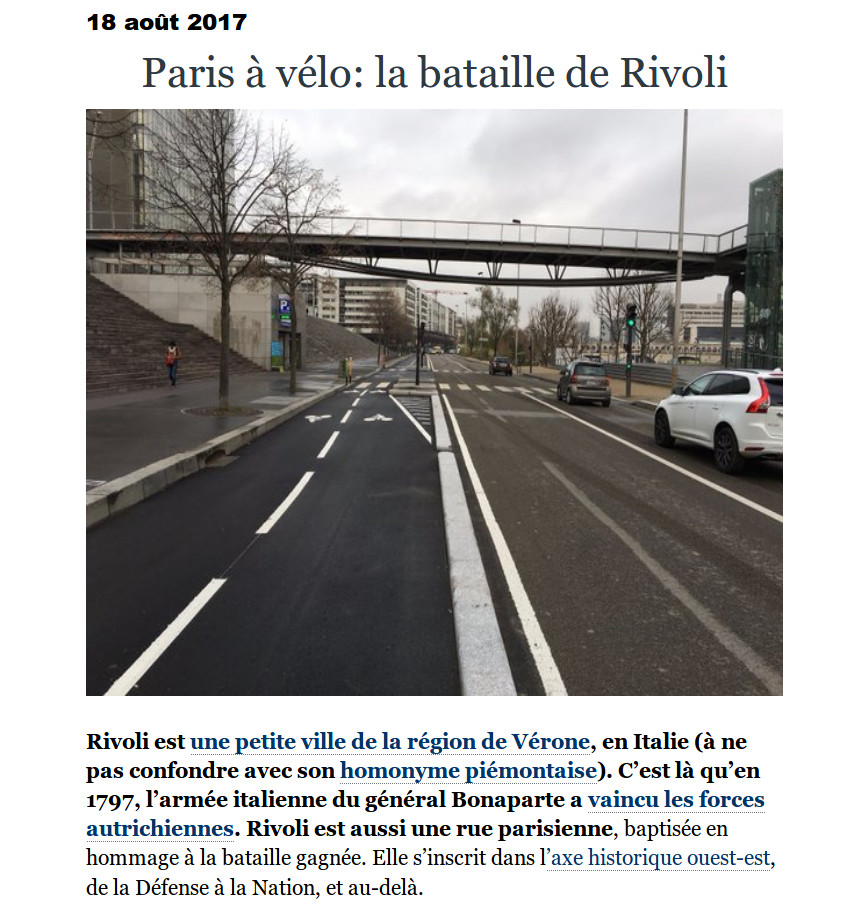 18 août 2017
Paris à vélo: la bataille de Rivoli
P
Rivoli est une petite ville de la région de Vérone, en Italie (à ne
pas confondre avec son homonyme piémontaise). C’est là qu’en
1797, l’armée italienne du général Bonaparte a vaincu les forces
autrichiennes. Rivoli est aussi une rue parisienne, baptisée en
hommage à la bataille gagnée. Elle s’inscrit dans l’axe historique ouest-est,
de la Défense à la Nation, et au-delà.